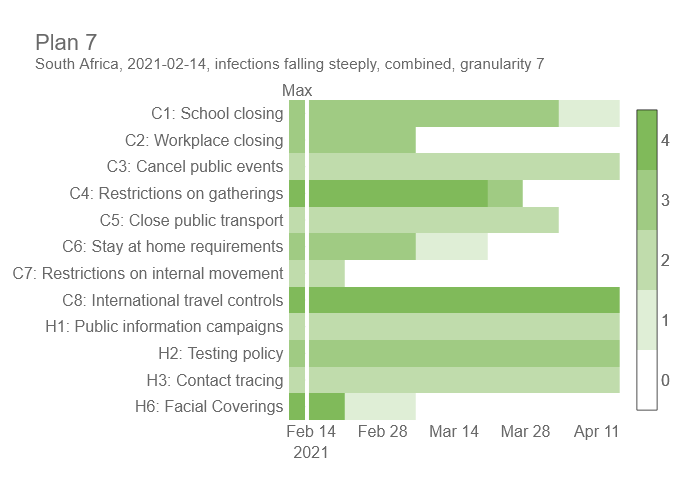 Plan 7
South Africa, 2021-02-14, infections falling steeply, combined, granularity 7
Max
C1: School closing
C2: Workplace closing
C3: Cancel public events
C4: Restrictions on gatherings
C5: Close public transport
C6: Stay at home requirements
C7: Restrictions on internal movement
C8: International travel controls
H1: Public information campaigns
H2: Testing policy
H3: Contact tracing
H6: Facial Coverings
4
3
2
1
0
Feb 14 Feb 28 Mar 14 Mar 28 Apr 11
2021